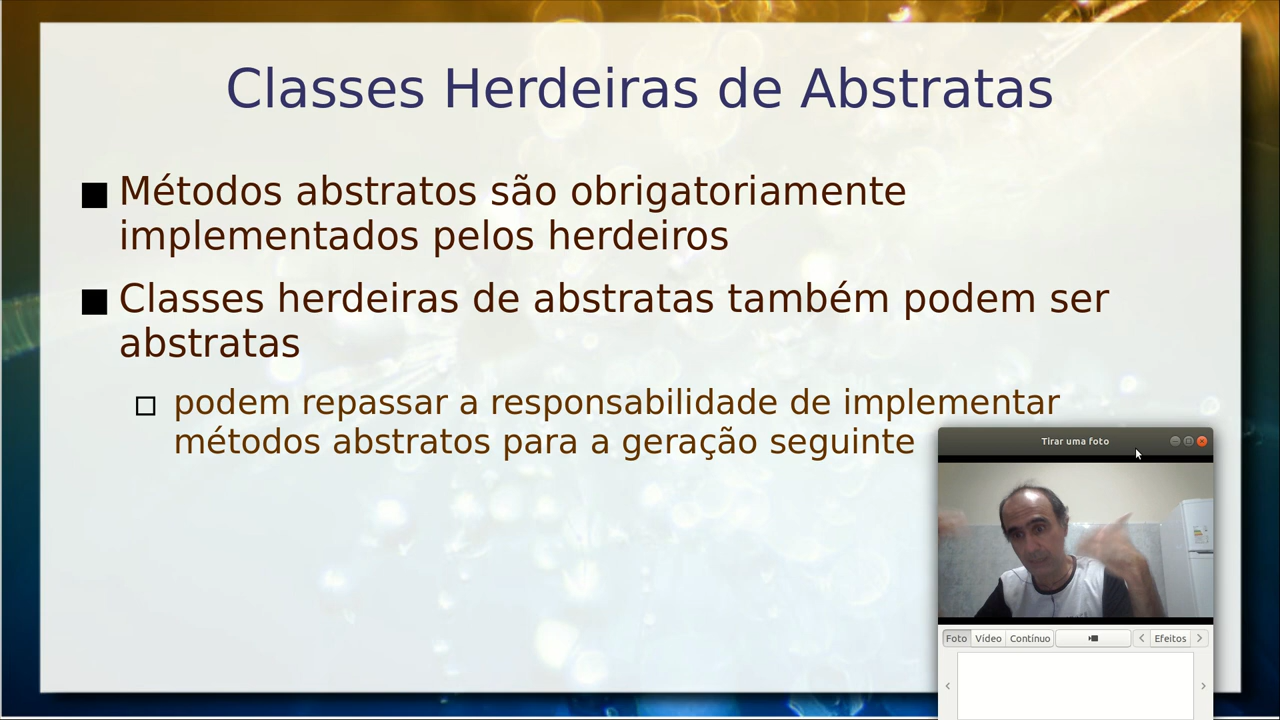 Classes Herdeiras de Abstratas
Métodos abstratos são obrigatoriamente
implementados pelos herdeiros
Classes herdeiras de abstratas também podem ser
abstratas
podem repassar a responsabilidade de implementar
métodos abstratos para a geração seguinte
Tirar uma foto
Foto Vídeo Contínuo Efeitos